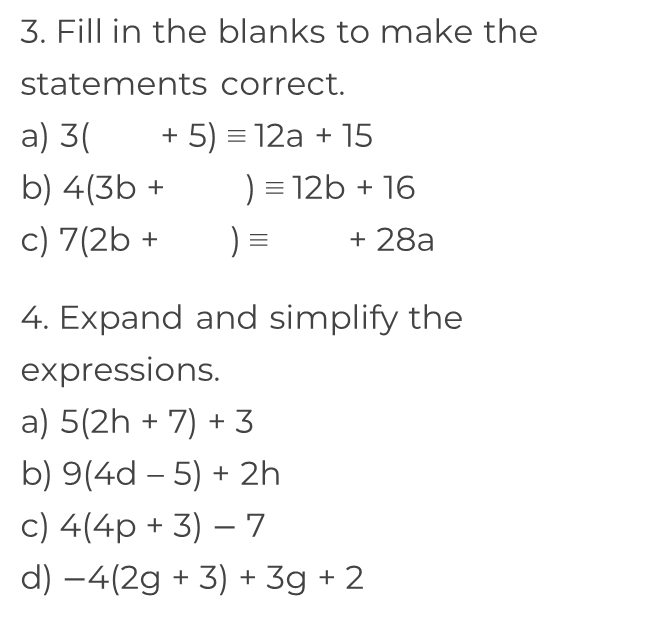 3. Fill in the blanks to make the
statements correct.
a) 3(      + 5) ≡ 12a + 15
b) 4(3b +      ) ≡ 12b + 16
c) 7(2b +      ) ≡      + 28a
4. Expand and simplify the
expressions.
a) 5(2h + 7) + 3
b) 9(4d – 5) + 2h
c) 4(4p + 3) – 7
d) –4(2g + 3) + 3g + 2